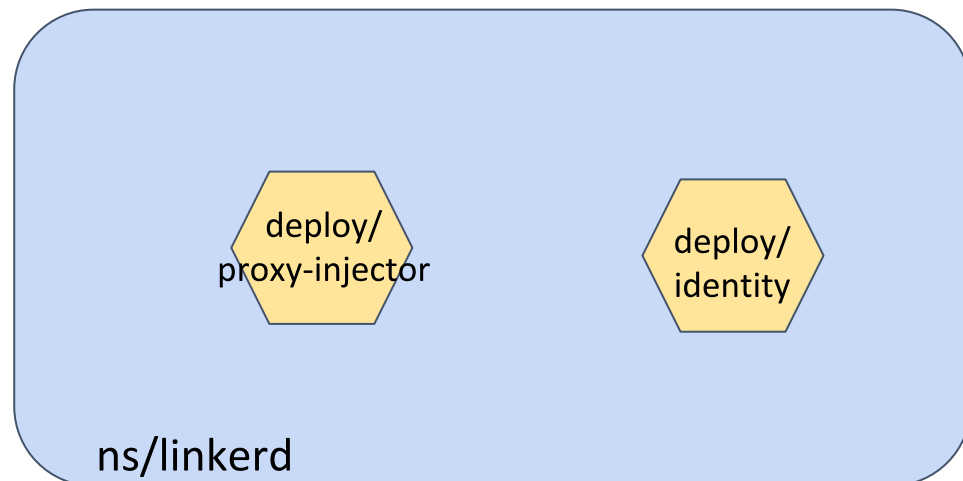 deploy/
proxy-injector
deploy/
identity
ns/linkerd